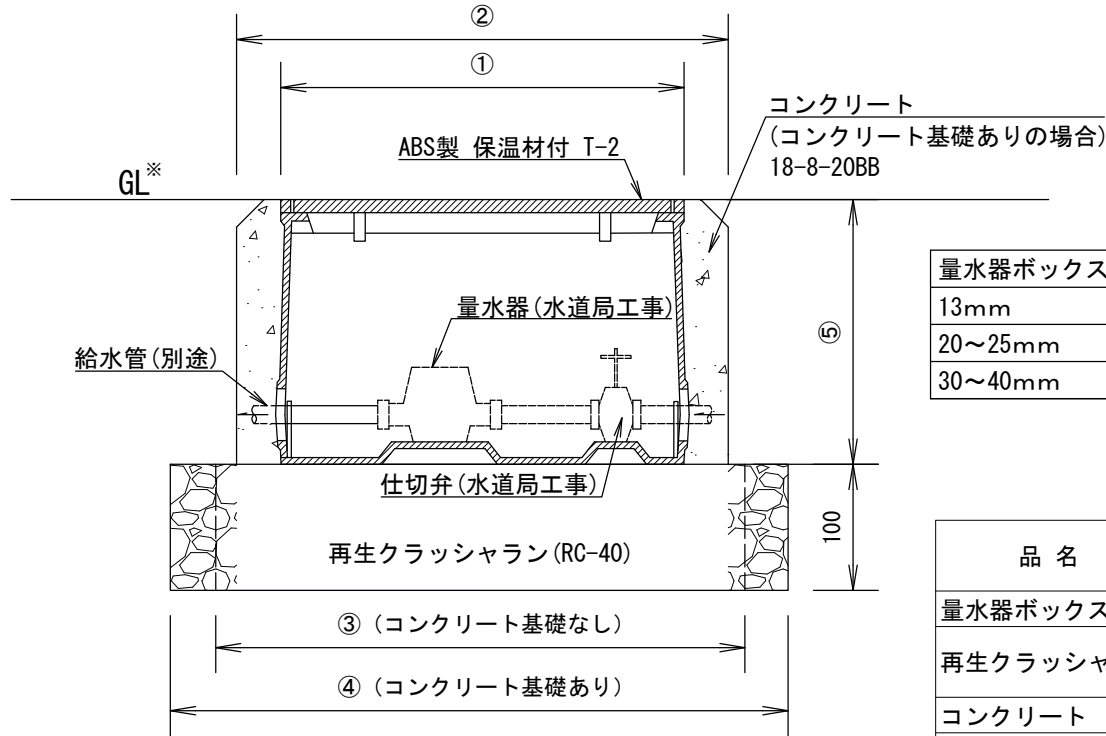 ②
①
コンクリート
(コンクリート基礎ありの場合)
18-8-20BB
ABS製 保温材付 T-2
GL※
量水器(水道局工事)
給水管(別途)
⑤
仕切弁(水道局工事)
再生クラッシャラン(RC-40)
100
③ (コンクリート基礎なし)
④ (コンクリート基礎あり)
量水器ボックス
13mm
20～25mm
30～40mm
品 名
量水器ボックス
再生クラッシャ
コンクリート